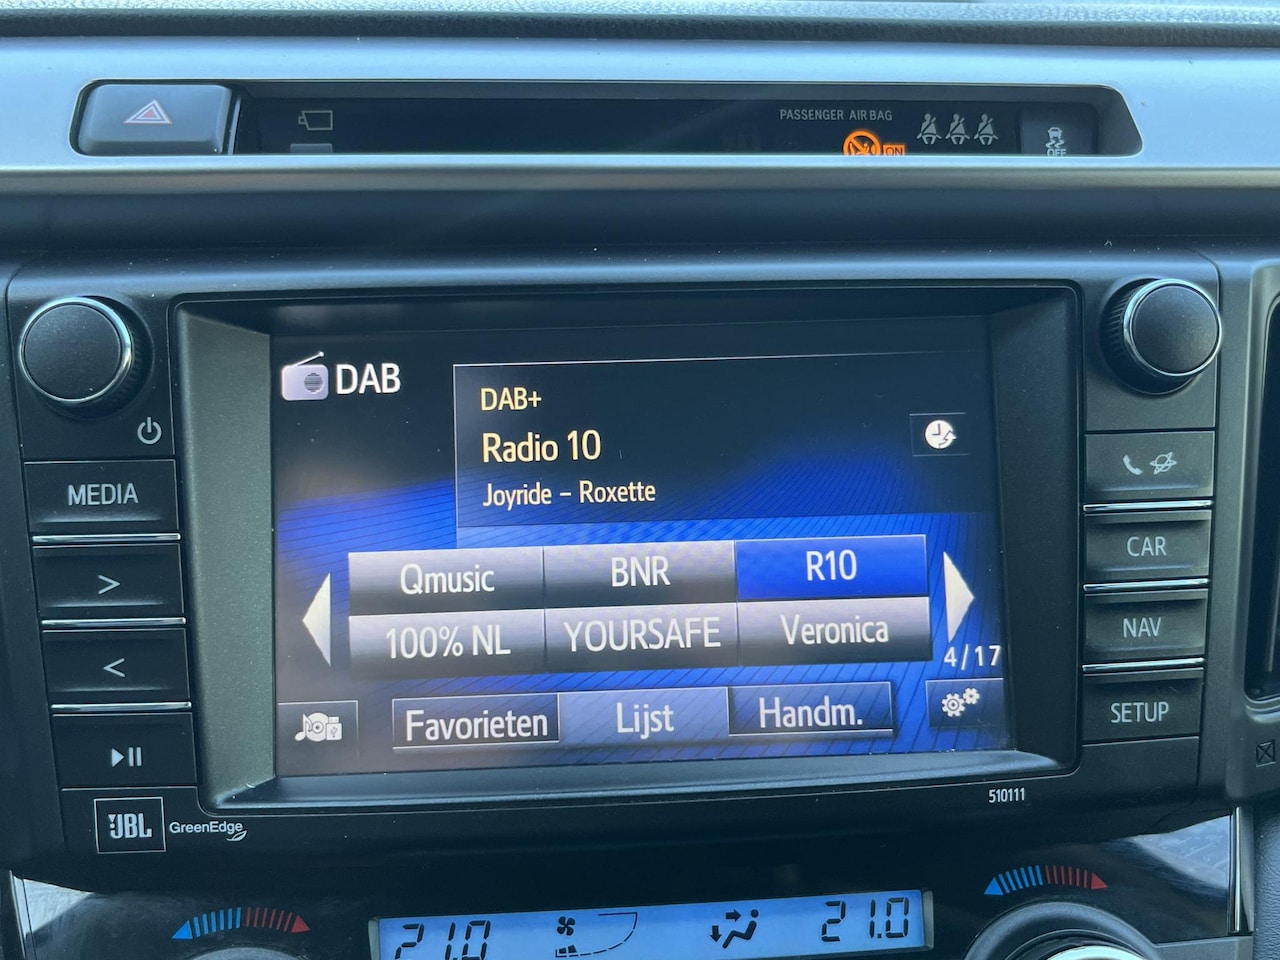 PASSENGER AIR BAG
ON
OFF
DAB
DAB+
Radio 10
Joyride - Roxette
MEDIA
>
<
CAR
NAV
SETUP
Qmusic BNR R10
100% NL YOURSAFE Veronica
4/17
Favorieten Lijst Handm.
510111
JBL GreenEdge
21.0 21.0